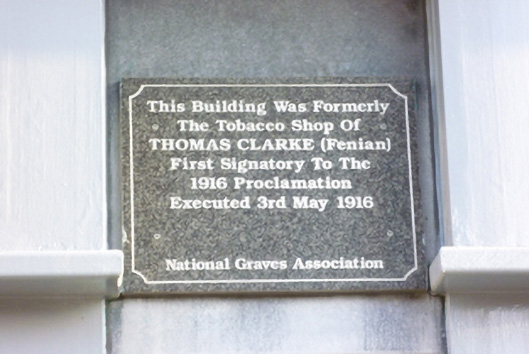 This Building Was Formerly
The Tobacco Shop Of
THOMAS CLARKE (Fenian)
First Signatory To The
1916 Proclamation
Executed 3rd May 1916
National Graves Association